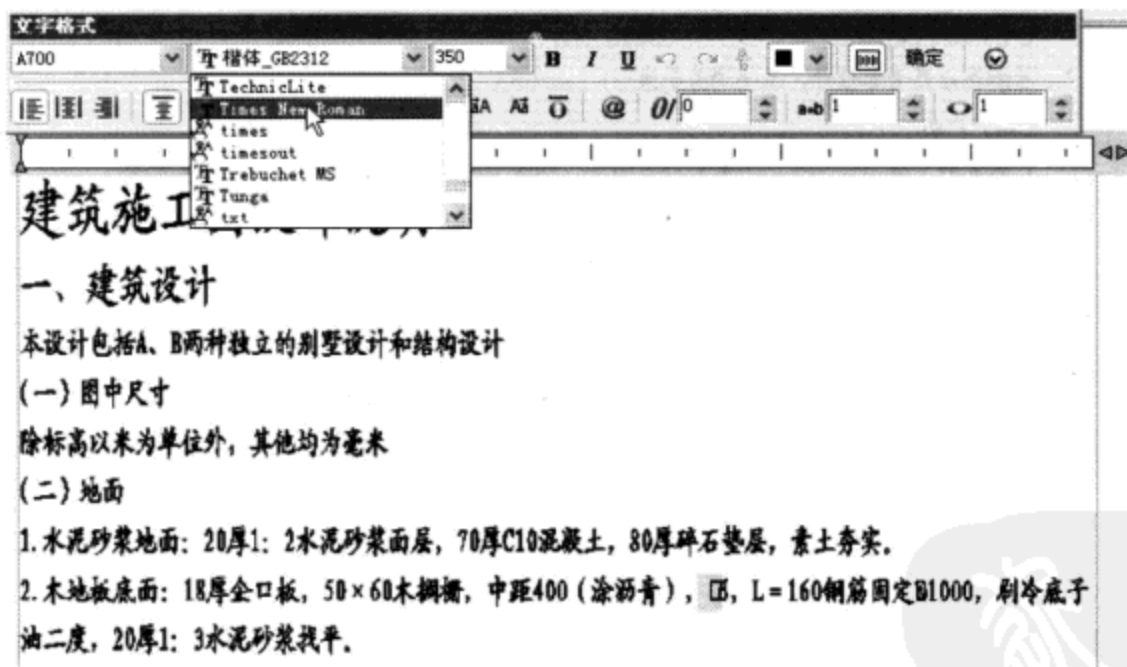 文字格式
A700 楷体_GB2312 350 B I U 确定
TechnicLite
Times New Roman
times
timesout
Trebuchet MS
Tunga
txt
Aä O @ 0/ 0 a•b 1 1
建筑施工
一、建筑设计
本设计包括A、B两种独立的别墅设计和结构设计
(一)图中尺寸
除标高以米为单位外，其他均为毫米
(二)地面
1.水泥砂浆地面：20厚1：2水泥砂浆面层，70厚C10混凝土，80厚碎石垫层，素土夯实。
2.木地板底面：18厚企口板，50×60木搁栅，中距400（涂沥青），□6，L=160钢筋固定@1000，刷冷底子
油二度，20厚1：3水泥砂浆找平。